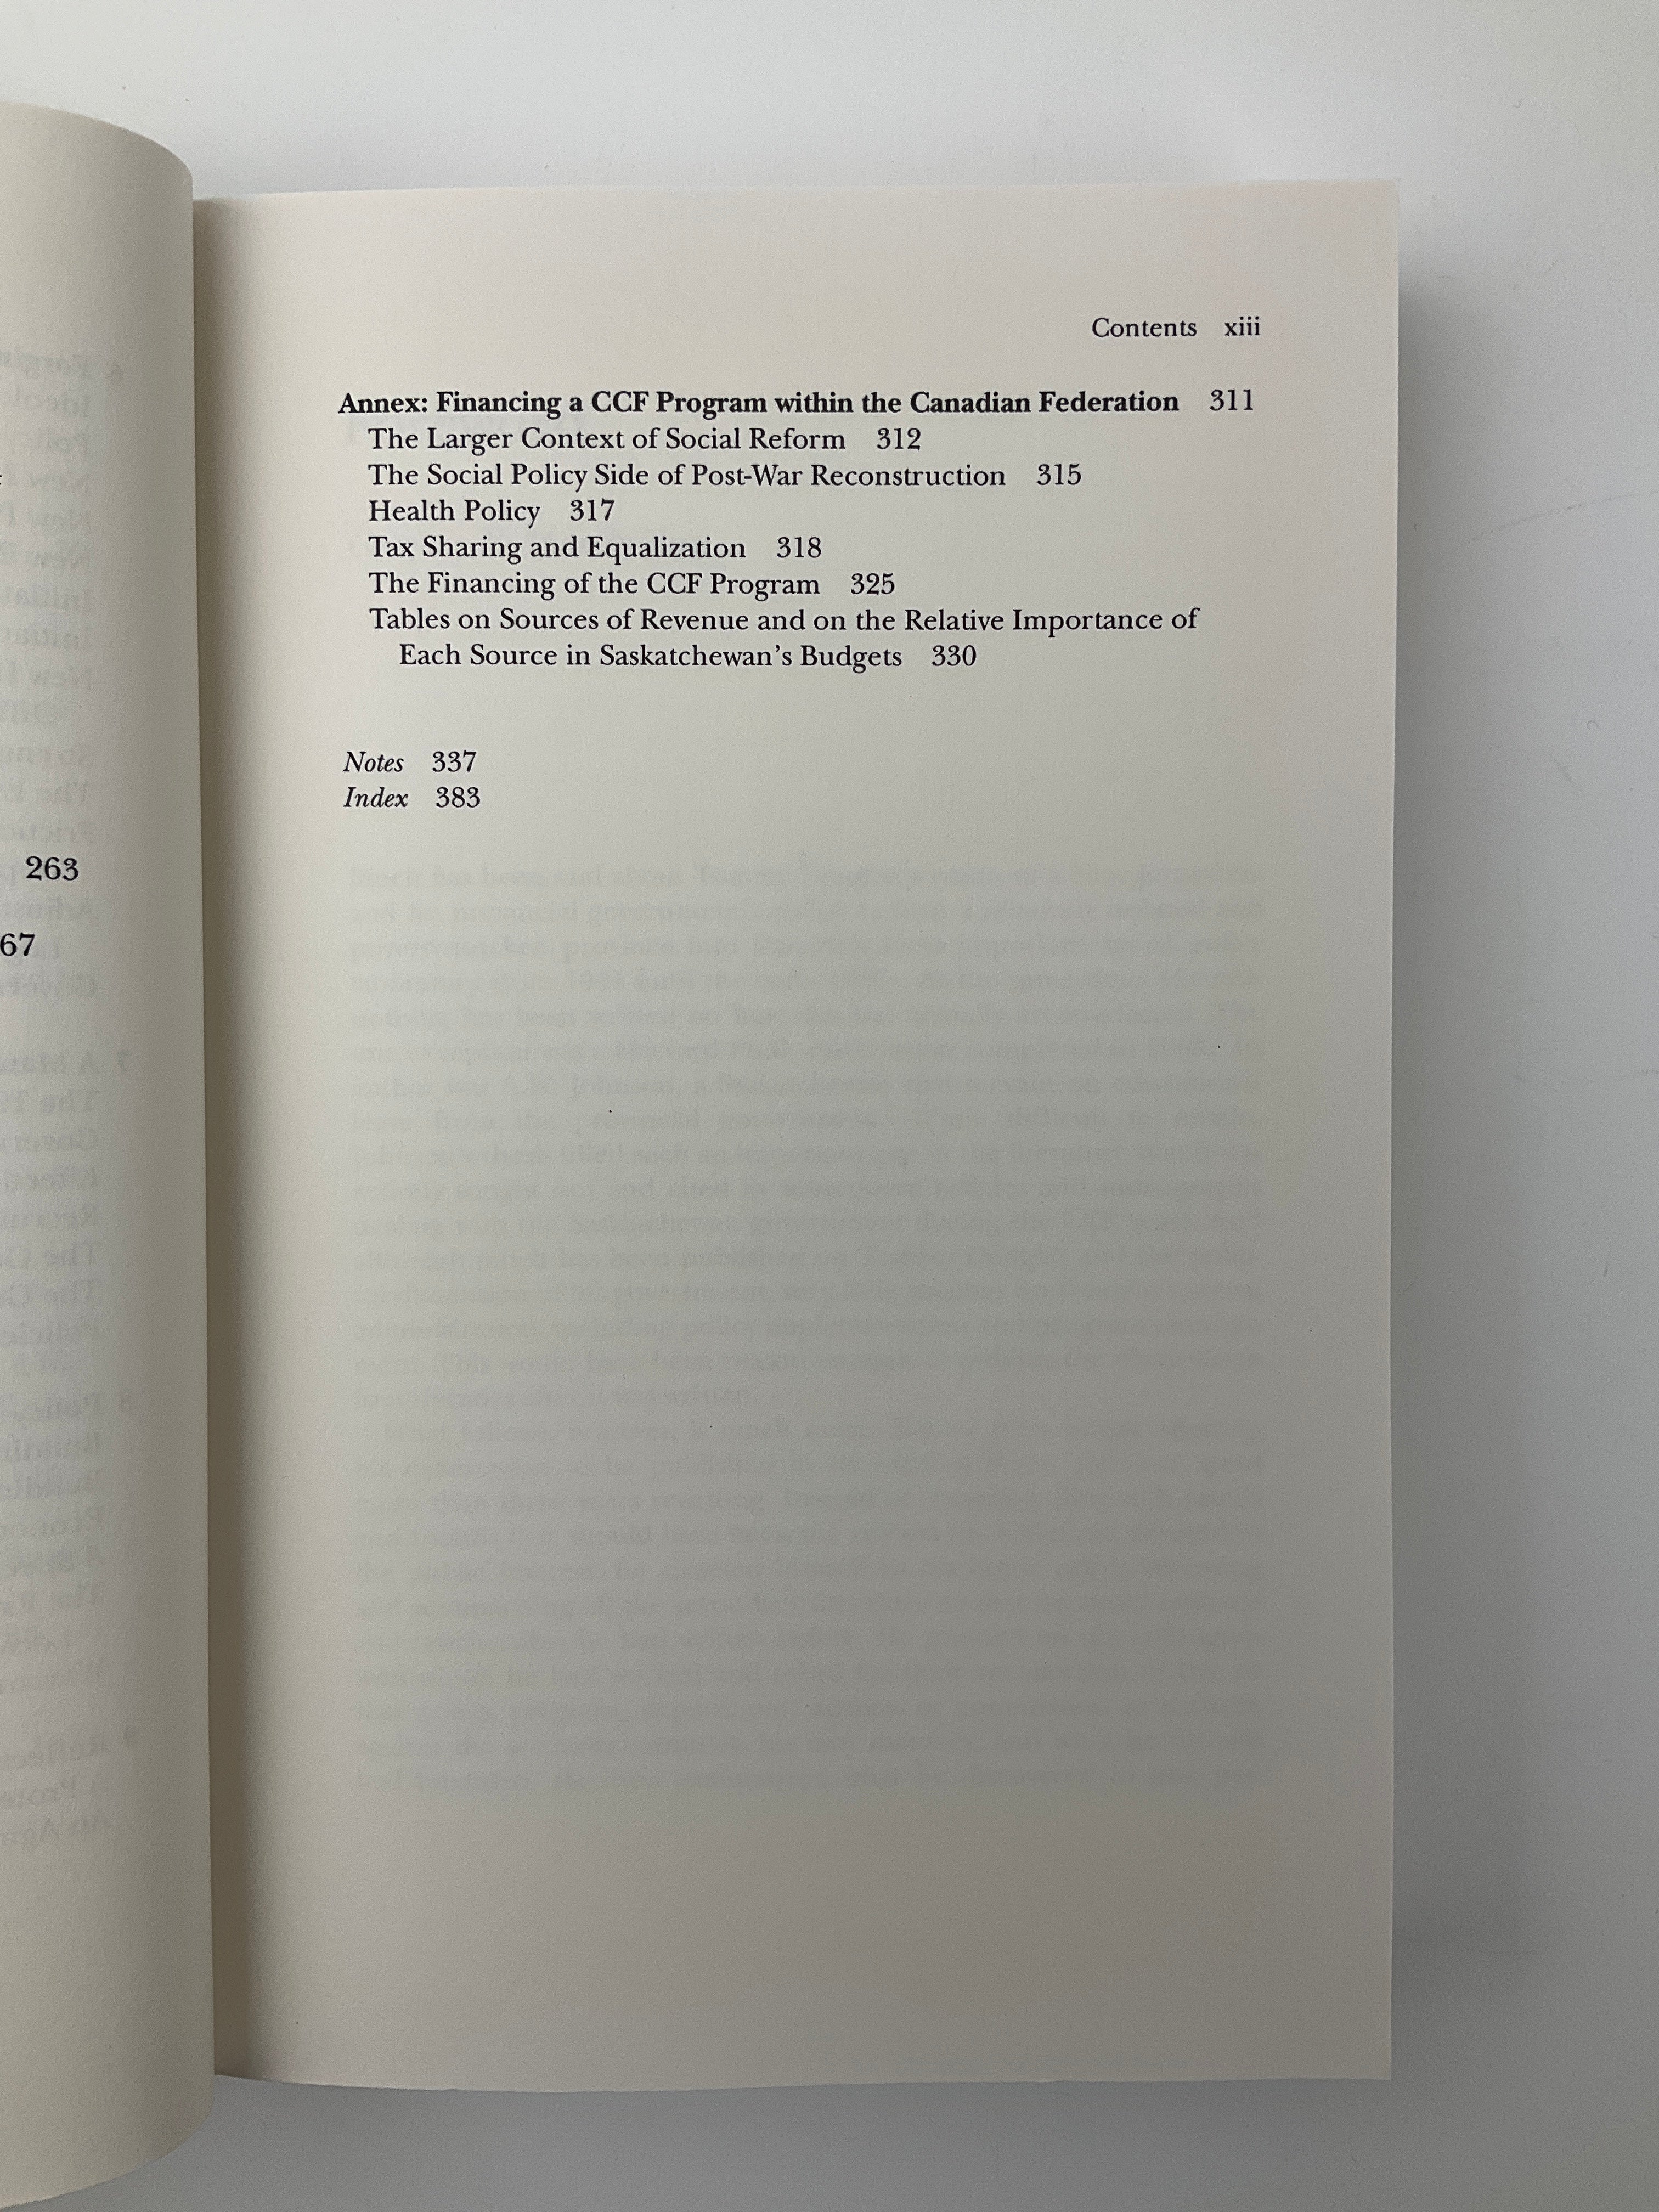 263
67
Contents xiii
Annex: Financing a CCF Program within the Canadian Federation 311
The Larger Context of Social Reform 312
The Social Policy Side of Post-War Reconstruction 315
Health Policy 317
Tax Sharing and Equalization 318
The Financing of the CCF Program 325
Tables on Sources of Revenue and on the Relative Importance of
Each Source in Saskatchewan's Budgets 330
Notes 337
Index 383